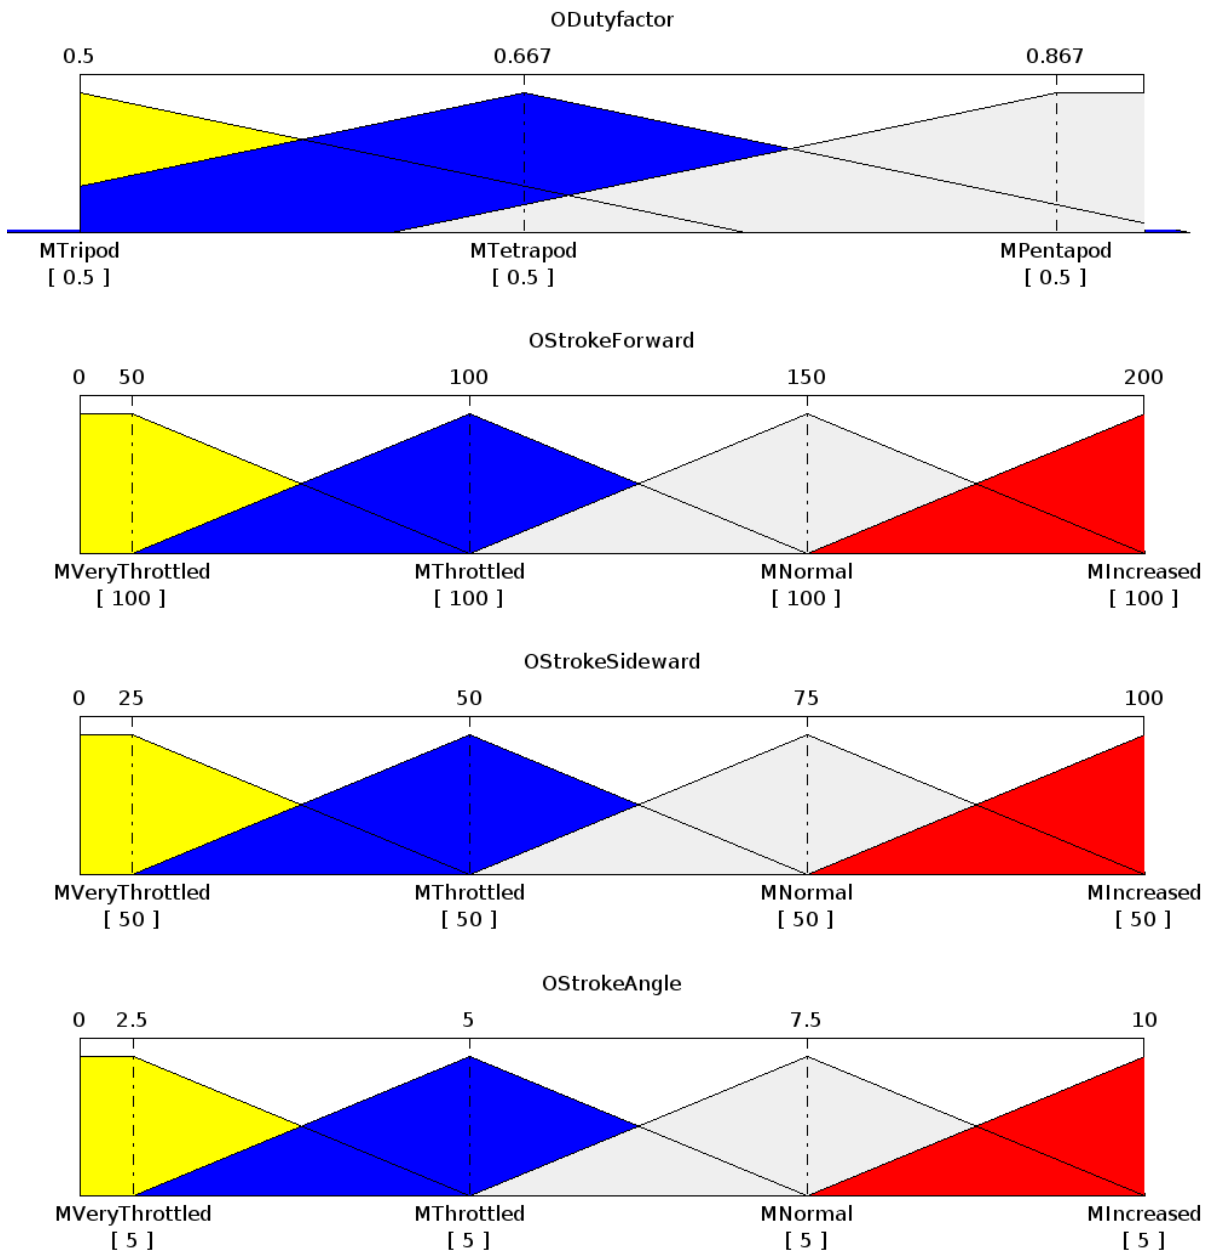 ODutyfactor
0.5 0.667 0.867
MTripod MTetrapod MPentapod
[ 0.5 ] [ 0.5 ] [ 0.5 ]
OStrokeForward
0 50 100 150 200
MVeryThrottled MThrottled MNormal MIncreased
[ 100 ] [ 100 ] [ 100 ] [ 100 ]
OStrokeSideward
0 25 50 75 100
MVeryThrottled MThrottled MNormal MIncreased
[ 50 ] [ 50 ] [ 50 ] [ 50 ]
OStrokeAngle
0 2.5 5 7.5 10
MVeryThrottled MThrottled MNormal MIncreased
[ 5 ] [ 5 ] [ 5 ] [ 5 ]